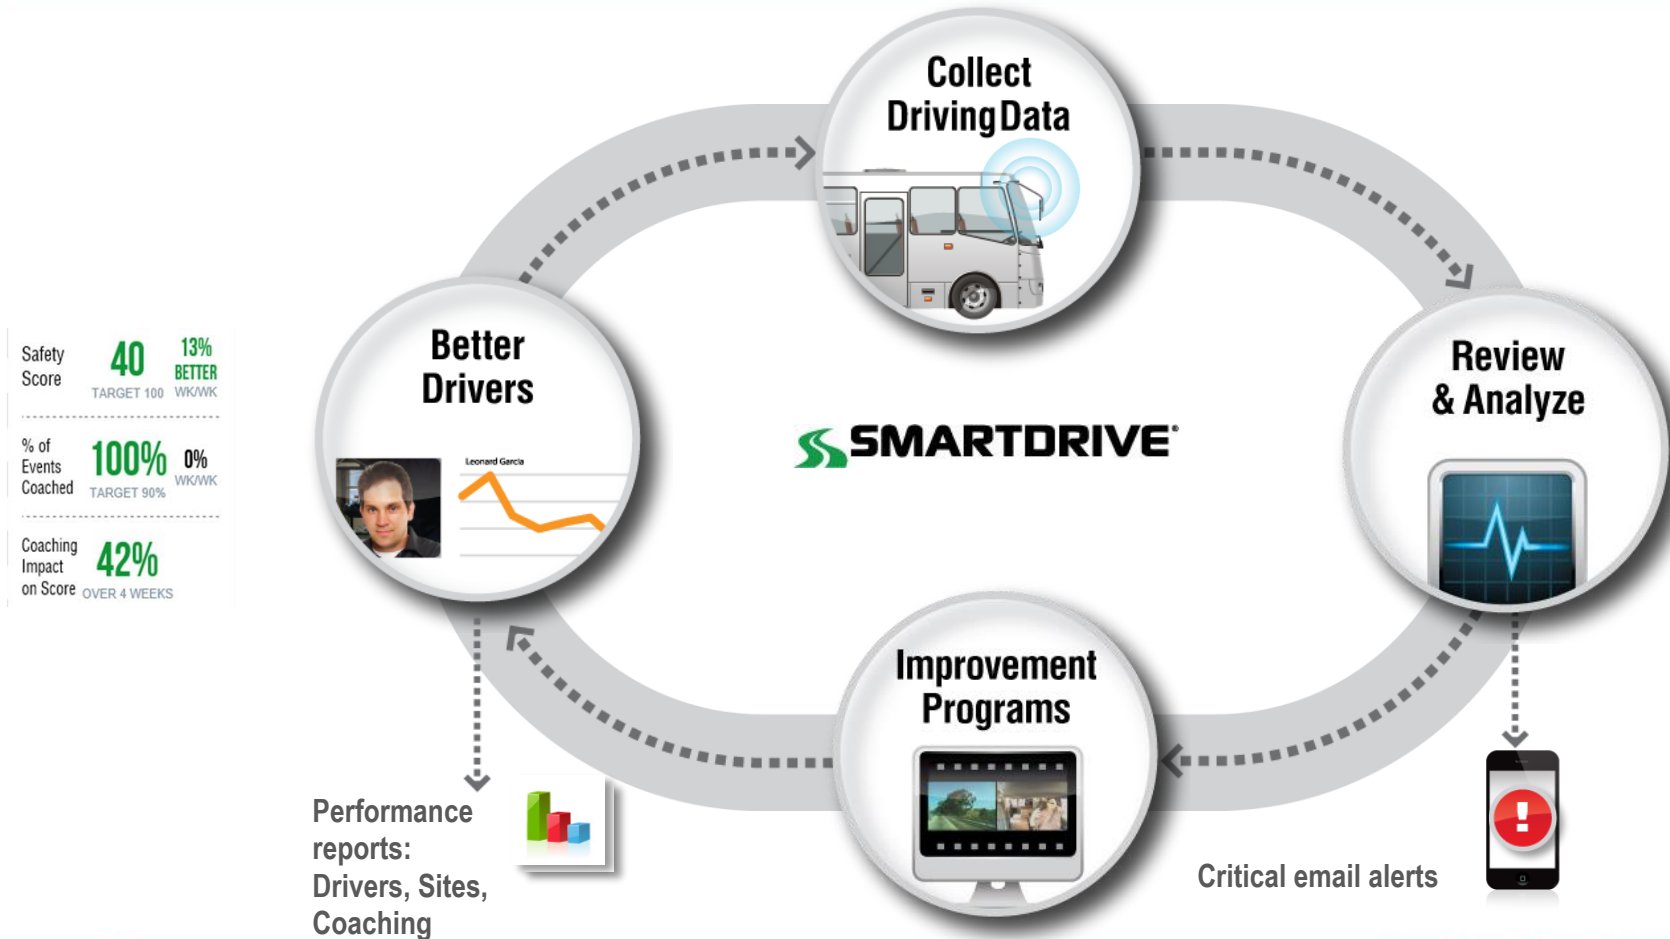 Collect
Driving Data
Better
Drivers
Leonard Garcia
Review
& Analyze
SMARTDRIVE®
Safety
Score
40
TARGET 100
13%
BETTER
WK/WK
% of
Events
Coached
100%
TARGET 90%
0%
WK/WK
Coaching
Impact
on Score
42%
OVER 4 WEEKS
Improvement
Programs
Performance
reports:
Drivers, Sites,
Coaching
Critical email alerts
!